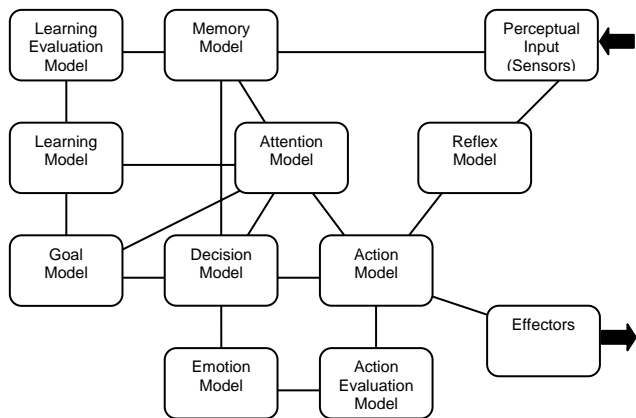 Learning
Evaluation
Model
Memory
Model
Perceptual
Input
(Sensors)
Learning
Model
Attention
Model
Reflex
Model
Goal
Model
Decision
Model
Action
Model
Effectors
Emotion
Model
Action
Evaluation
Model